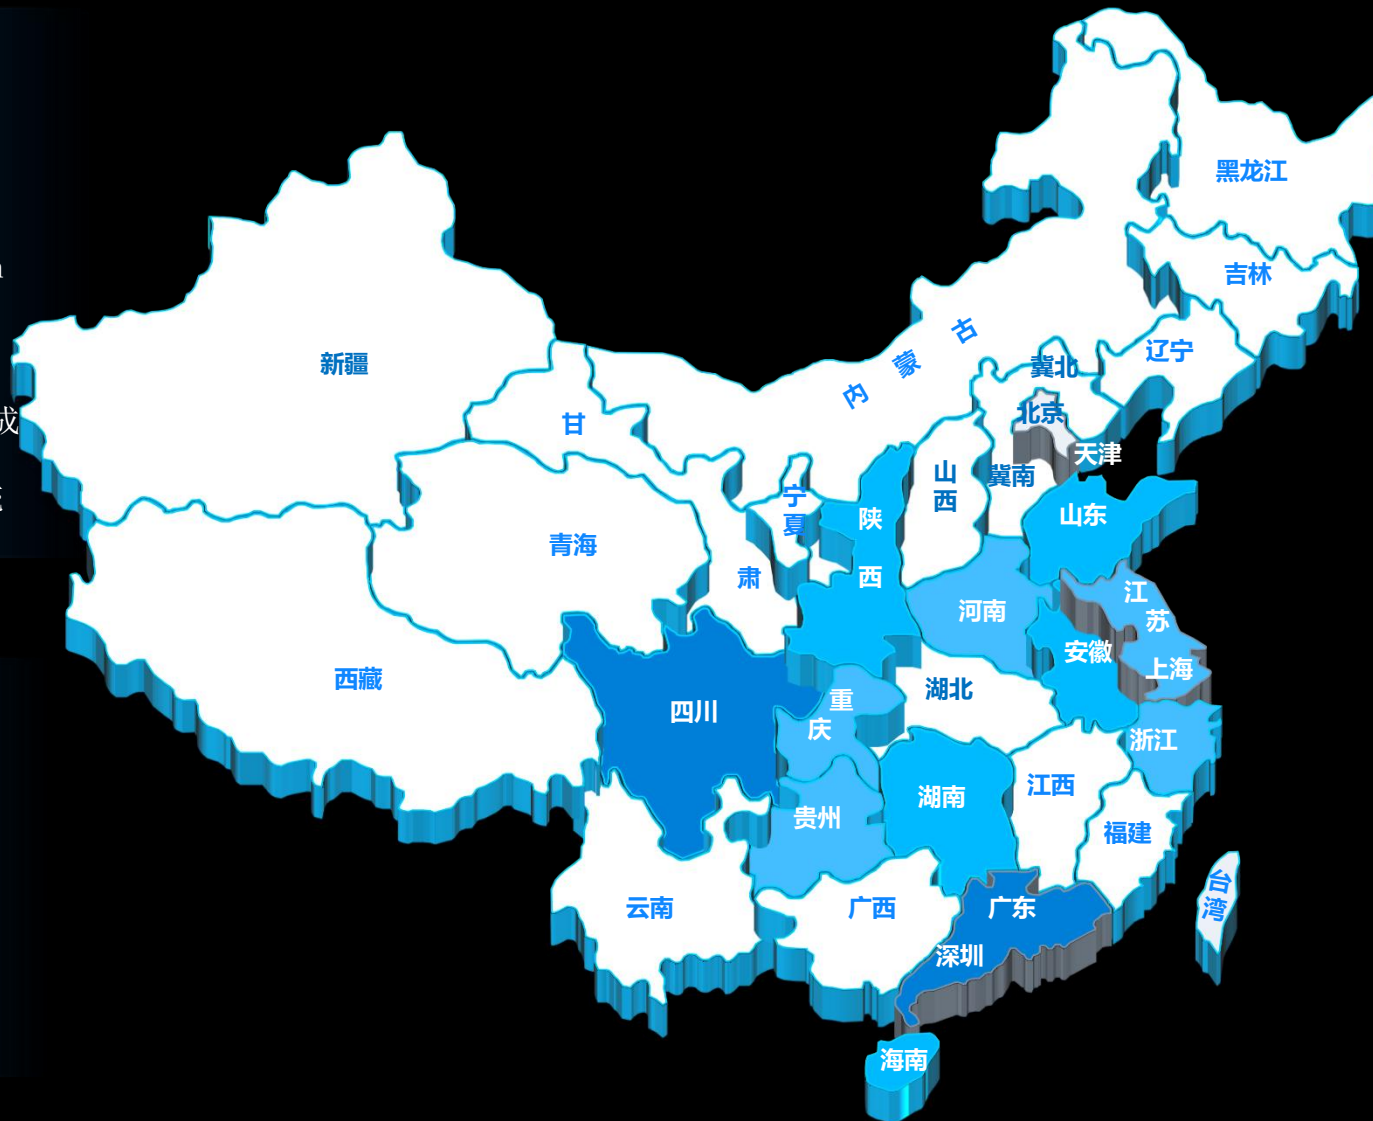 黑龙江
吉林
内蒙古
辽宁
新疆
冀北
北京
成
甘
天津
山西
冀南
宁夏
陕西
山东
青海
肃
江苏
河南
安徽
上海
西藏
湖北
重庆
四川
浙江
江西
湖南
贵州
福建
台湾
云南
广西
广东
深圳
海南